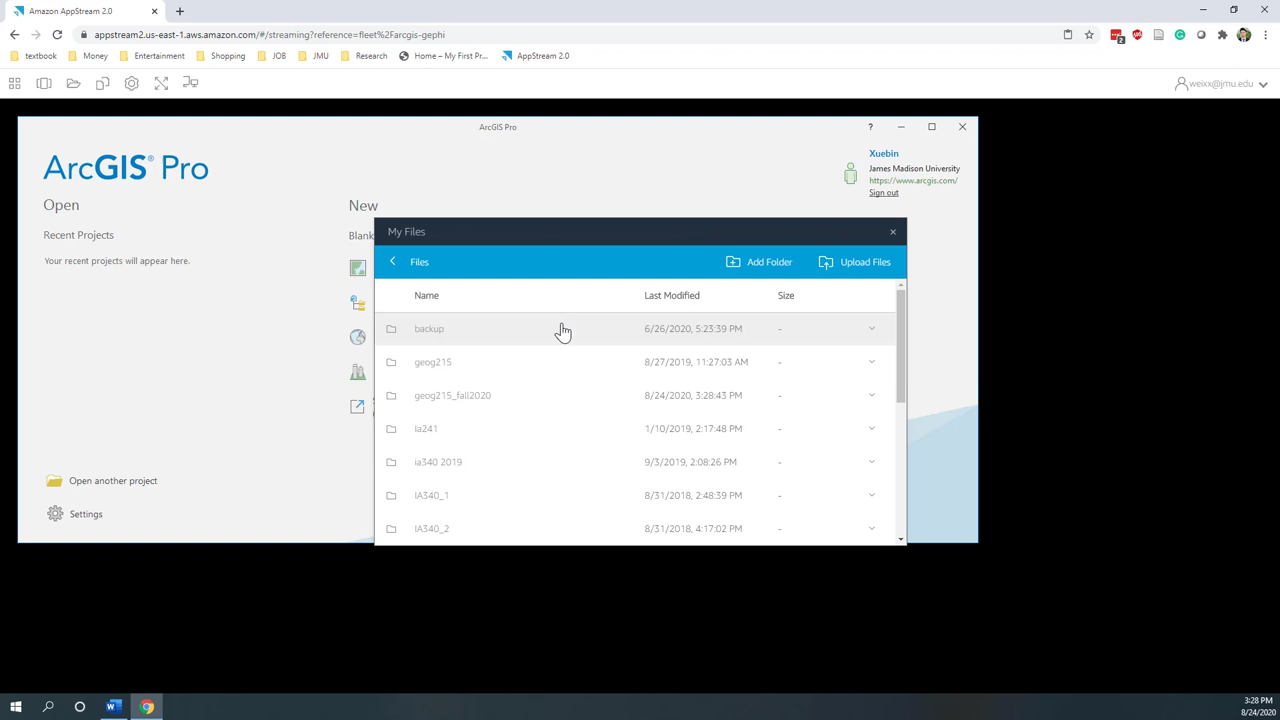 Amazon AppStream 2.0
appstream2.us-east-1.aws.amazon.com/#/streaming?reference=fleet%2Farcgis-gephi
2
textbook Money Entertainment Shopping JOB JMU Research Home – My First Pr... AppStream 2.0
weixx@jmu.edu
ArcGIS Pro
?
ArcGIS® Pro
Xuebin
James Madison University
https://www.arcgis.com/
Sign out
Open
New
Recent Projects
Blank
Your recent projects will appear here.
My Files
Files Add Folder Upload Files
Name Last Modified Size
backup 6/26/2020, 5:23:39 PM -
geog215 8/27/2019, 11:27:03 AM -
geog215_fall2020 8/24/2020, 3:28:43 PM -
Ia241 1/10/2019, 2:17:48 PM -
ia340 2019 9/3/2019, 2:08:26 PM -
IA340_1 8/31/2018, 2:48:39 PM -
IA340_2 8/31/2018, 4:17:02 PM -
Open another project
Settings
3:28 PM
8/24/2020